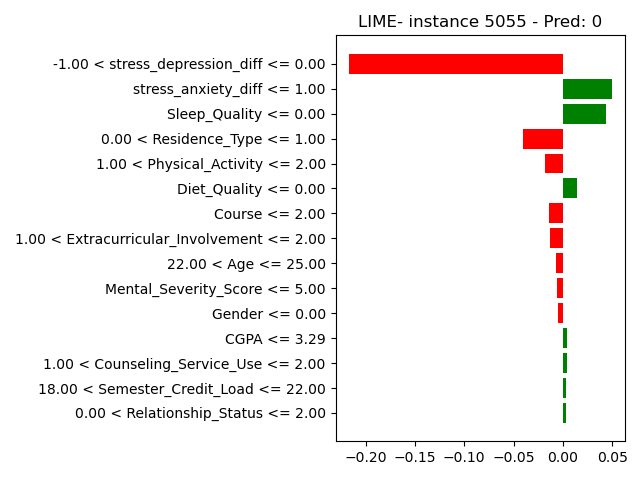 LIME- instance 5055 - Pred: 0
-1.00 < stress_depression_diff <= 0.00
stress_anxiety_diff <= 1.00
Sleep_Quality <= 0.00
0.00 < Residence_Type <= 1.00
1.00 < Physical_Activity <= 2.00
Diet_Quality <= 0.00
Course <= 2.00
1.00 < Extracurricular_Involvement <= 2.00
22.00 < Age <= 25.00
Mental_Severity_Score <= 5.00
Gender <= 0.00
CGPA <= 3.29
1.00 < Counseling_Service_Use <= 2.00
18.00 < Semester_Credit_Load <= 22.00
0.00 < Relationship_Status <= 2.00
−0.20 −0.15 −0.10 −0.05 0.00 0.05